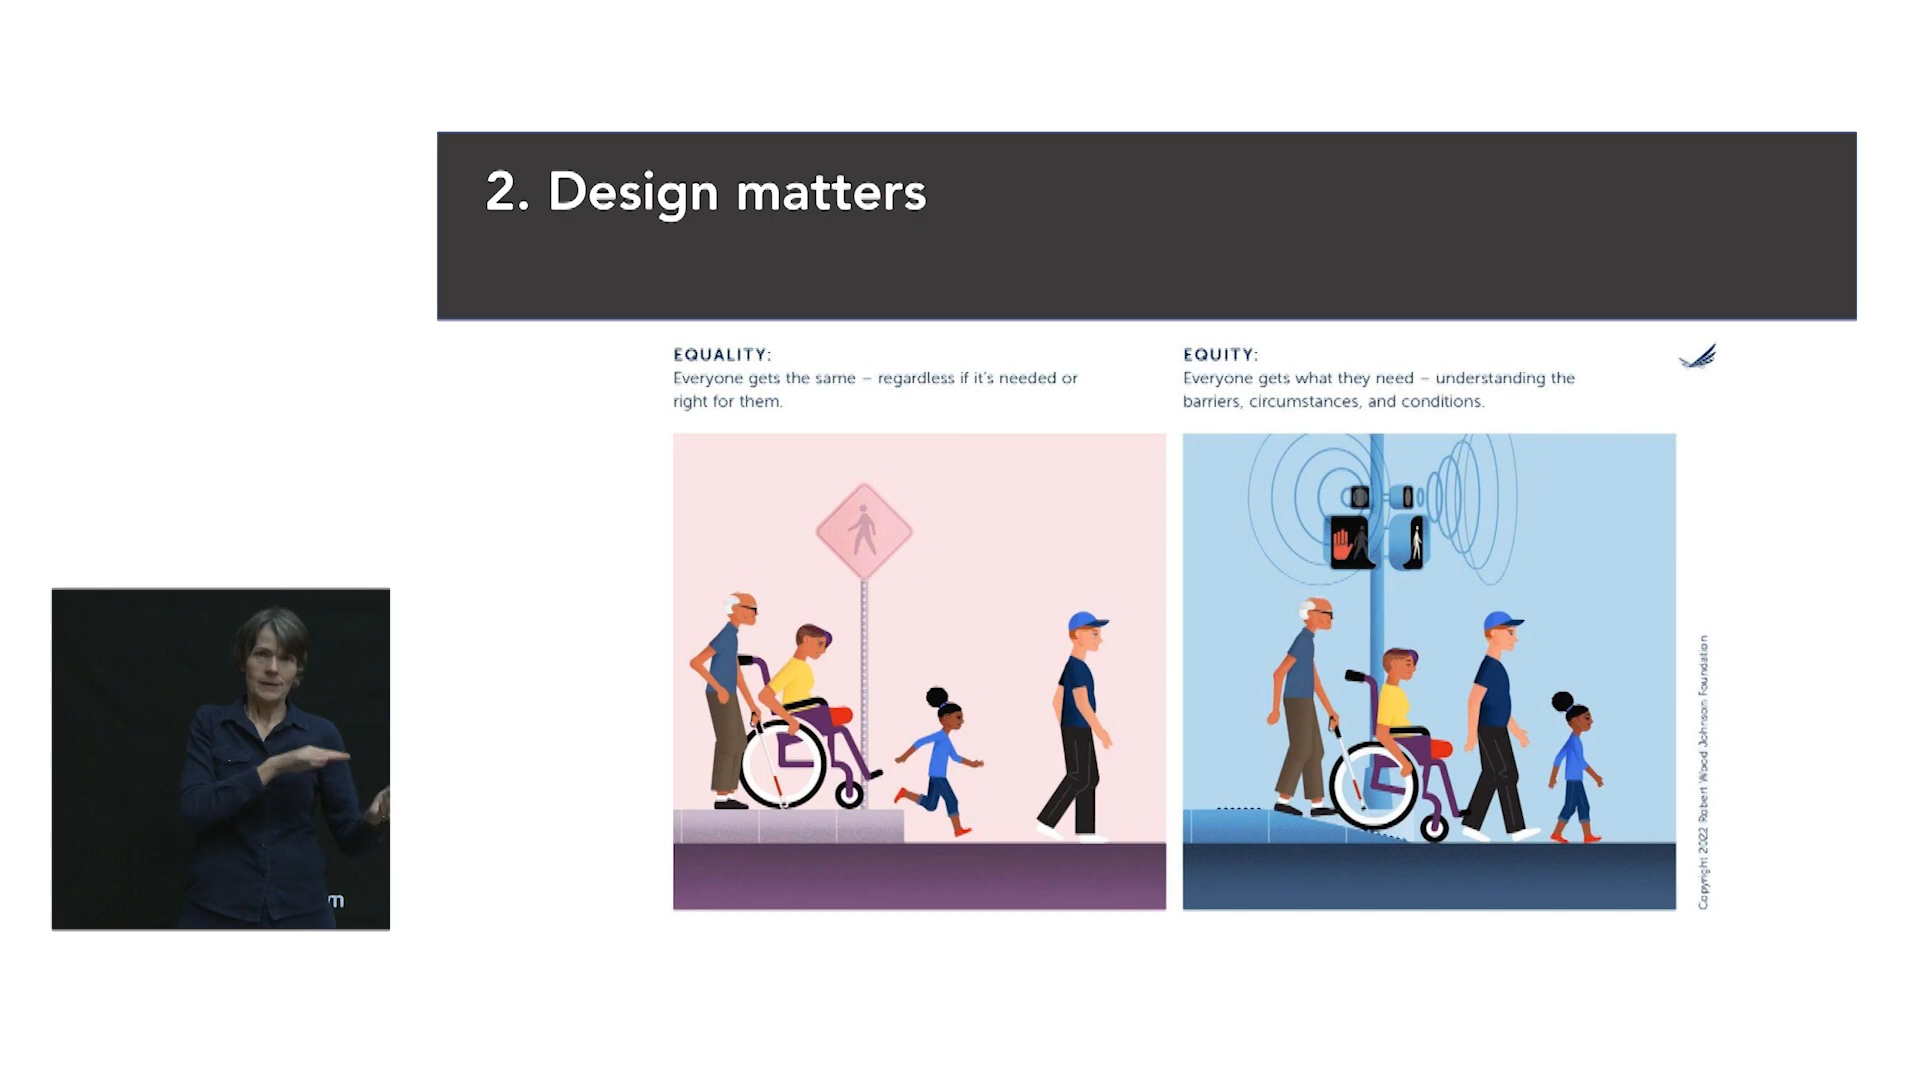 2. Design matters
EQUALITY:
Everyone gets the same – regardless if it's needed or
right for them.
EQUITY:
Everyone gets what they need – understanding the
barriers, circumstances, and conditions.
Copyright 2022 Robert Wood Johnson Foundation
m